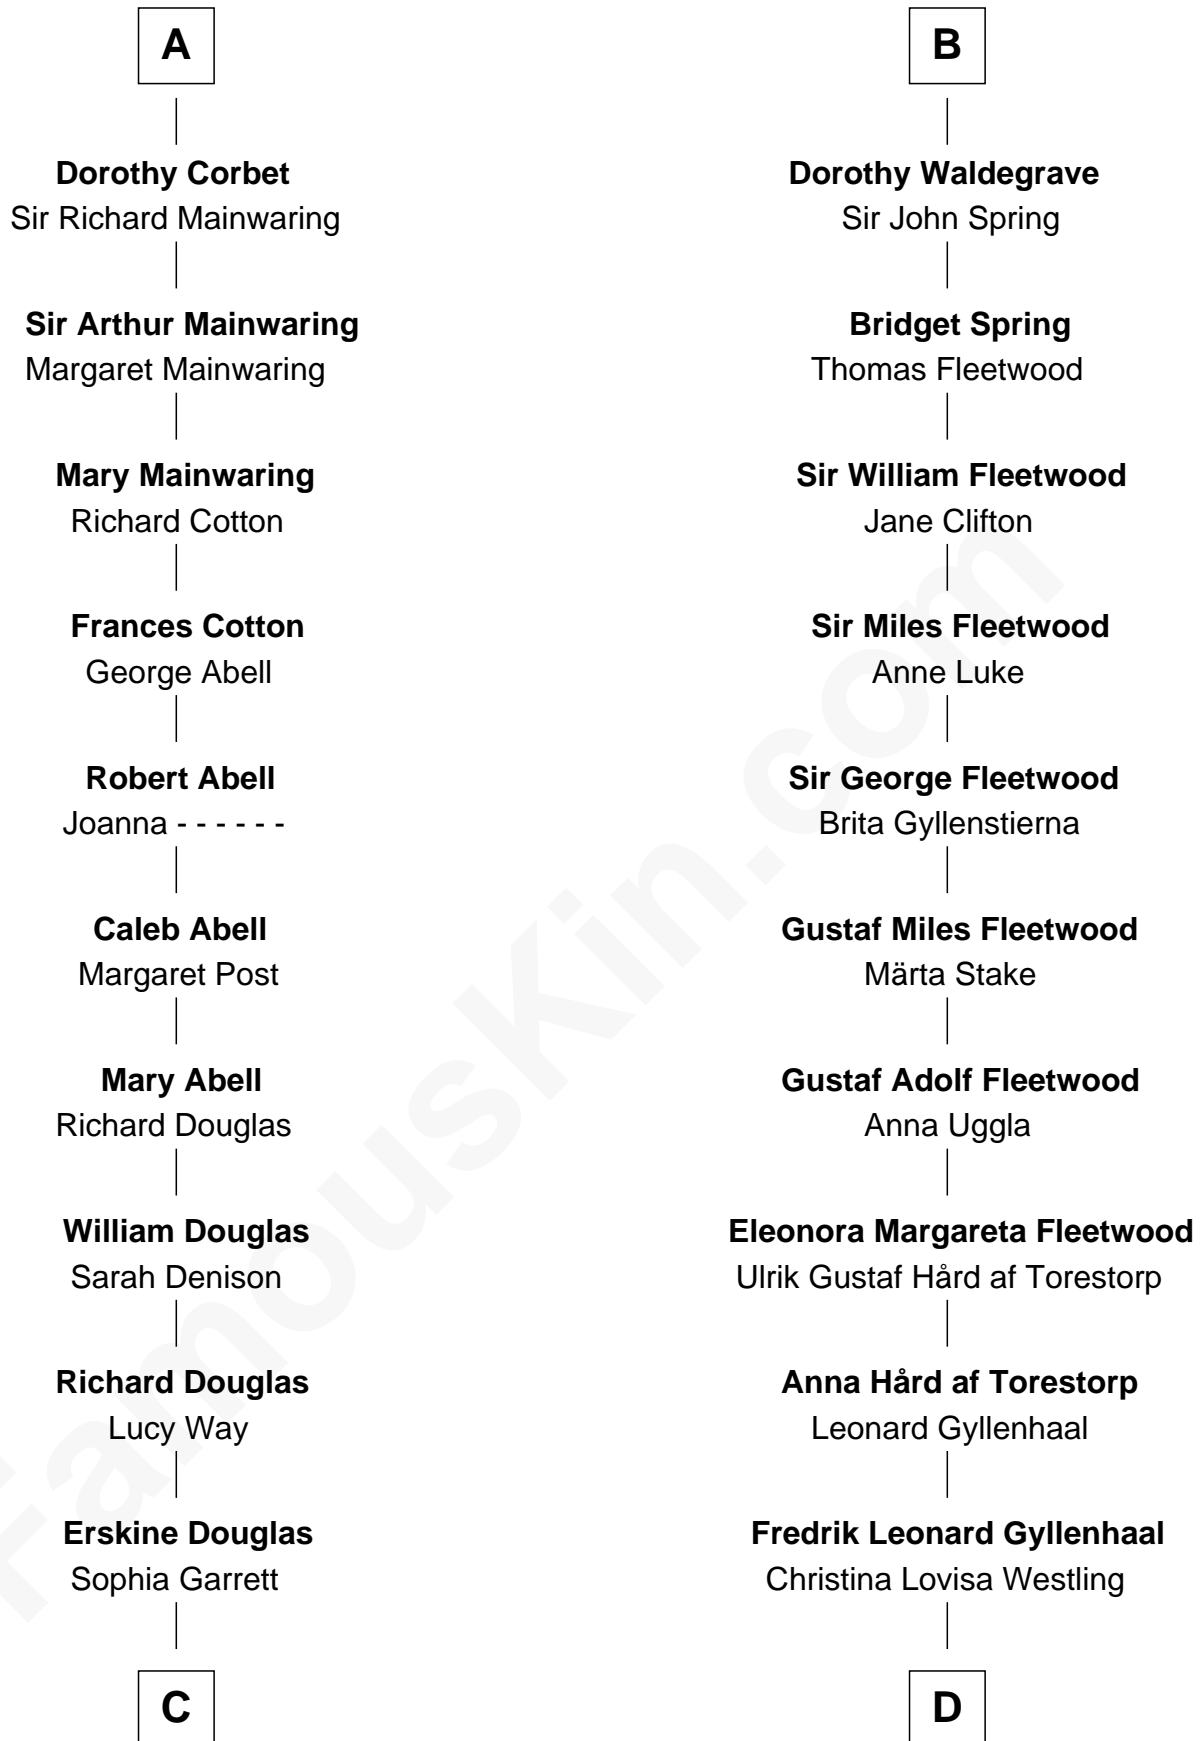 A
Dorothy Corbet
Sir Richard Mainwaring
Sir Arthur Mainwaring
Margaret Mainwaring
Mary Mainwaring
Richard Cotton
Frances Cotton
George Abell
Robert Abell
Joanna - - - - - -
Caleb Abell
Margaret Post
Mary Abell
Richard Douglas
William Douglas
Sarah Denison
Richard Douglas
Lucy Way
Erskine Douglas
Sophia Garrett
C
B
Dorothy Waldegrave
Sir John Spring
Bridget Spring
Thomas Fleetwood
Sir William Fleetwood
Jane Clifton
Sir Miles Fleetwood
Anne Luke
Sir George Fleetwood
Brita Gyllenstierna
Gustaf Miles Fleetwood
Märta Stake
Gustaf Adolf Fleetwood
Anna Uggla
Eleonora Margareta Fleetwood
Ulrik Gustaf Hård af Torestorp
Anna Hård af Torestorp
Leonard Gyllenhaal
Fredrik Leonard Gyllenhaal
Christina Lovisa Westling
D
FamousKin.com